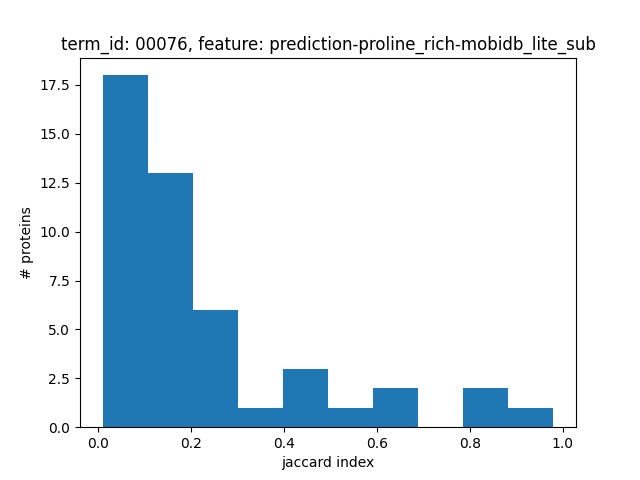 term_id: 00076, feature: prediction-proline_rich-mobidb_lite_sub
17.5
15.0
12.5
10.0
7.5
5.0
2.5
0.0
# proteins
0.0 0.2 0.4 0.6 0.8 1.0
jaccard index